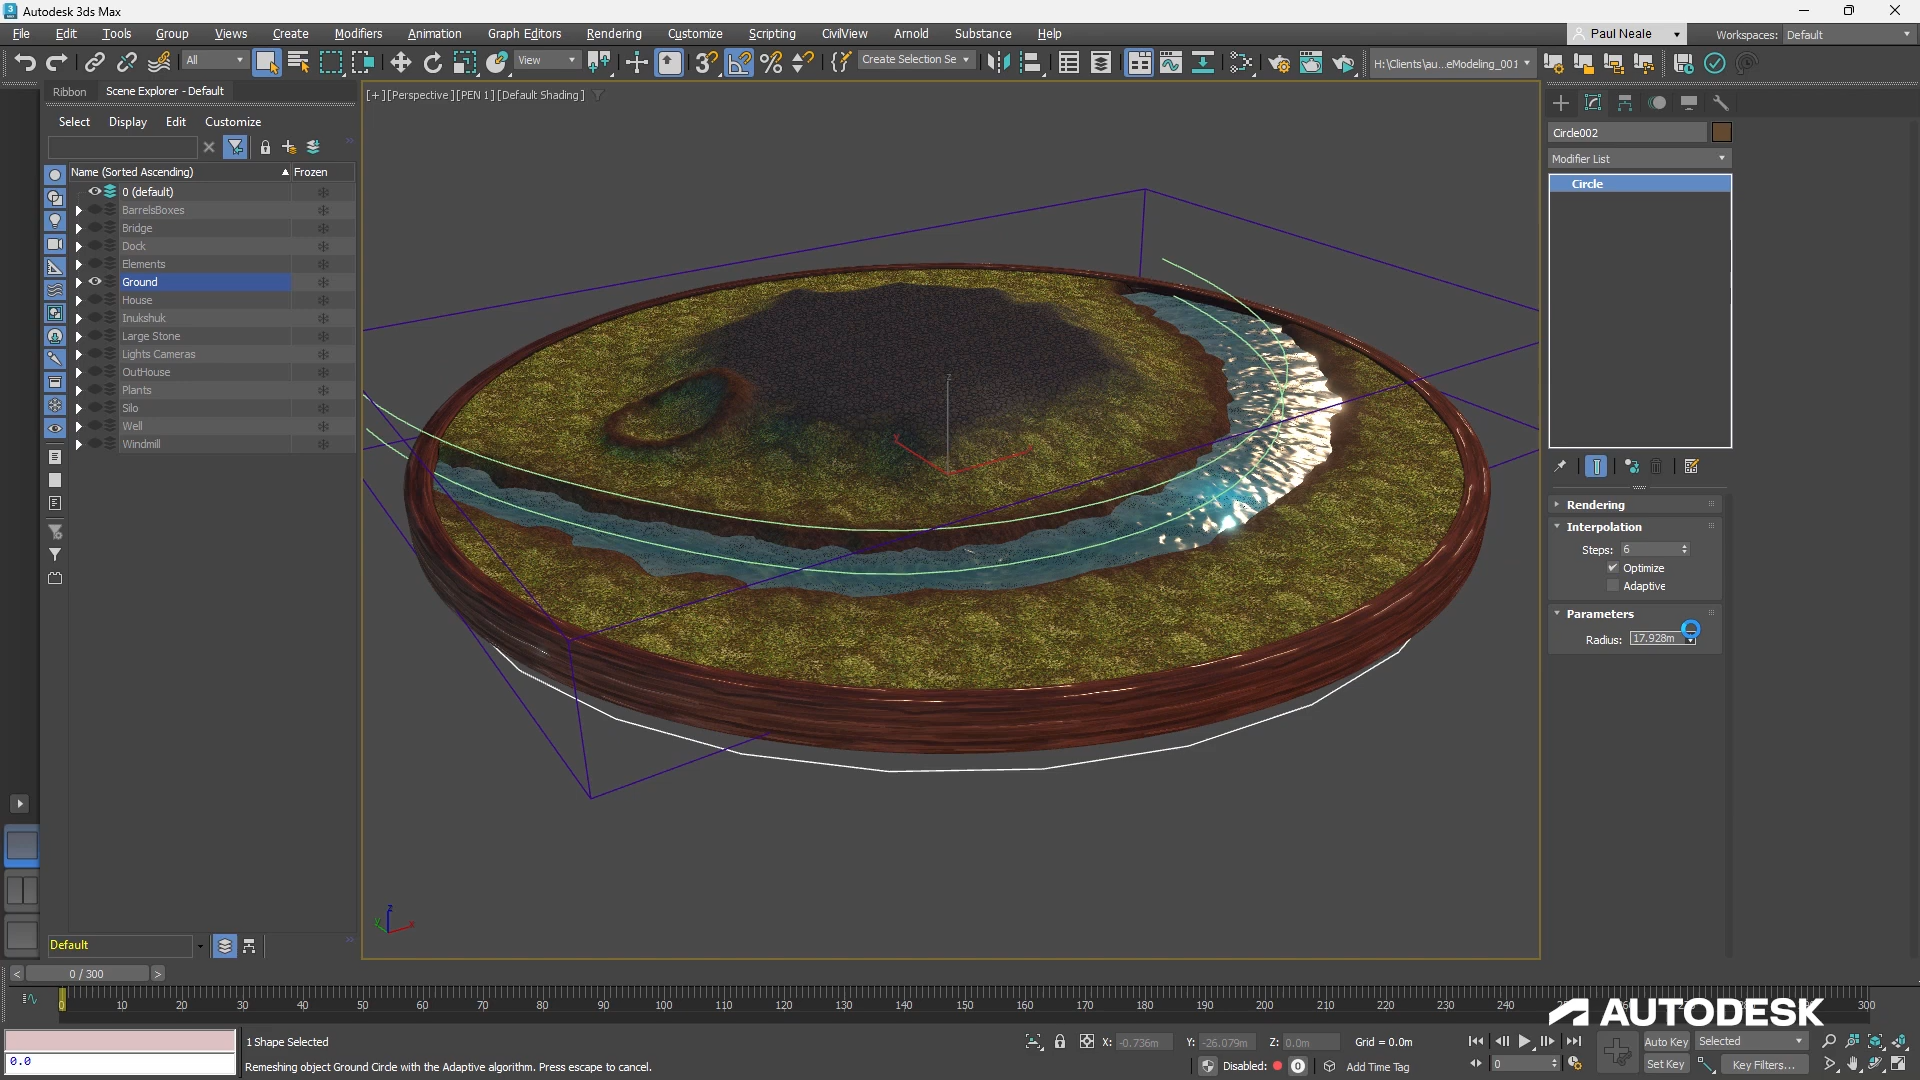 Autodesk 3ds Max
File Edit Tools Group Views Create Modifiers Animation Graph Editors Rendering Customize Scripting CivilView Arnold Substance Help Paul Neale Workspaces: Default
All View Create Selection Se H:\Clients\au...eModeling_001
Ribbon Scene Explorer - Default
[+] [Perspective] [PEN 1] [Default Shading]
Select Display Edit Customize
Circle002
Modifier List
Name (Sorted Ascending) Frozen
Circle
0 (default)
BarrelsBoxes
Bridge
Dock
Elements
Ground
House
Inukshuk
Large Stone
Lights Cameras
OutHouse
Plants
Silo
Well
Windmill
Rendering
Interpolation
Steps: 6
Optimize
Adaptive
Parameters
Radius: 17.928m
z
y x
Default
< 0 / 300 >
0 10 20 30 40 50 60 70 80 90 100 110 120 130 140 150 160 170 180 190 200 210 220 230 240 300
AUTODESK
1 Shape Selected X: -0.736m Y: -26.079m Z: 0.0m Grid = 0.0m Auto Key Selected
0.0 Remeshing object Ground Circle with the Adaptive algorithm. Press escape to cancel. Disabled: 0 Add Time Tag 0 Set Key Key Filters...